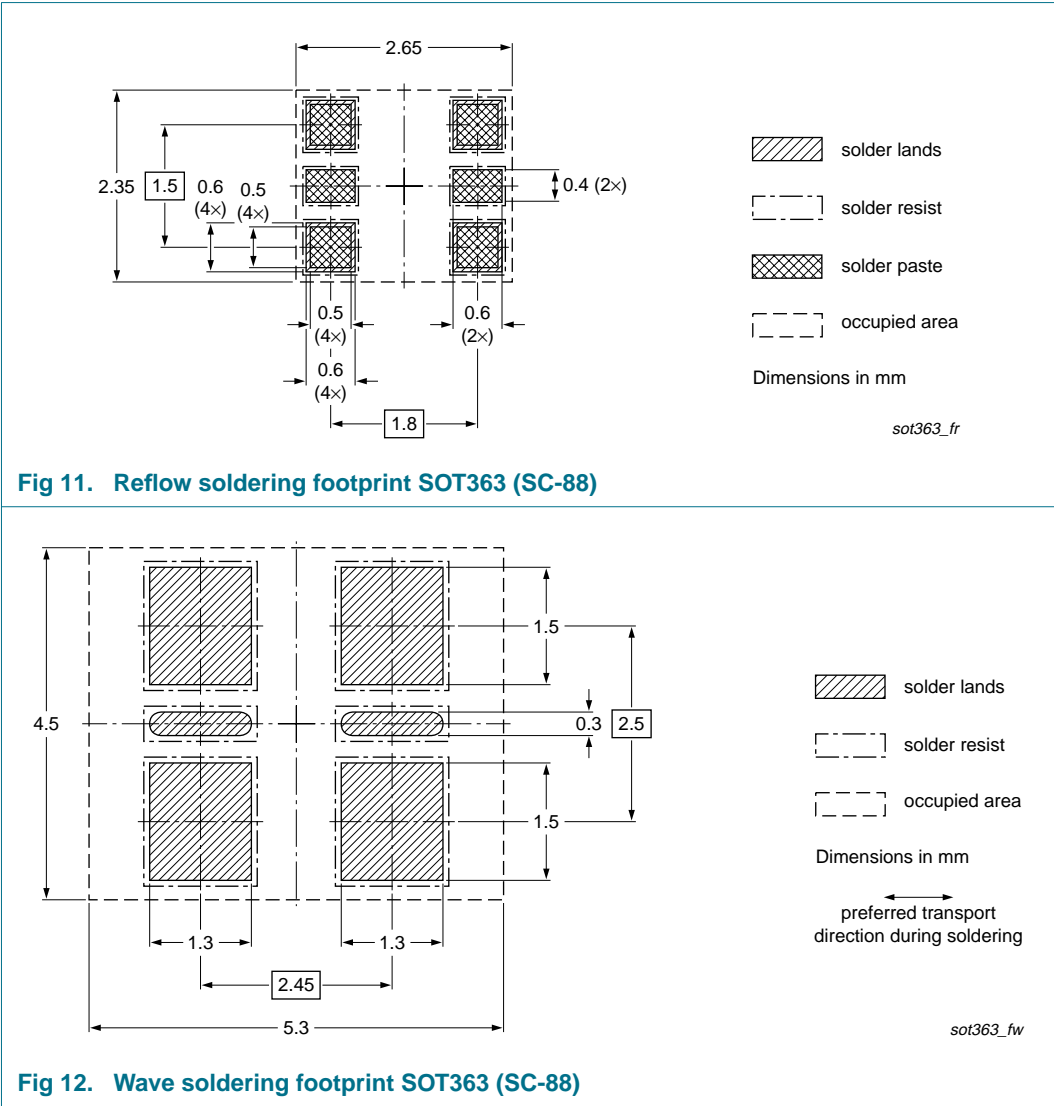 2.65
solder lands
2.35
1.5
0.6
(4×)
0.5
(4×)
0.4 (2×)
solder resist
solder paste
0.5
(4×)
0.6
(2×)
occupied area
0.6
(4×)
Dimensions in mm
1.8
sot363_fr
Fig 11. Reflow soldering footprint SOT363 (SC-88)
1.5
solder lands
4.5
0.3
2.5
solder resist
occupied area
1.5
Dimensions in mm
preferred transport
direction during soldering
1.3
1.3
2.45
5.3
sot363_fw
Fig 12. Wave soldering footprint SOT363 (SC-88)